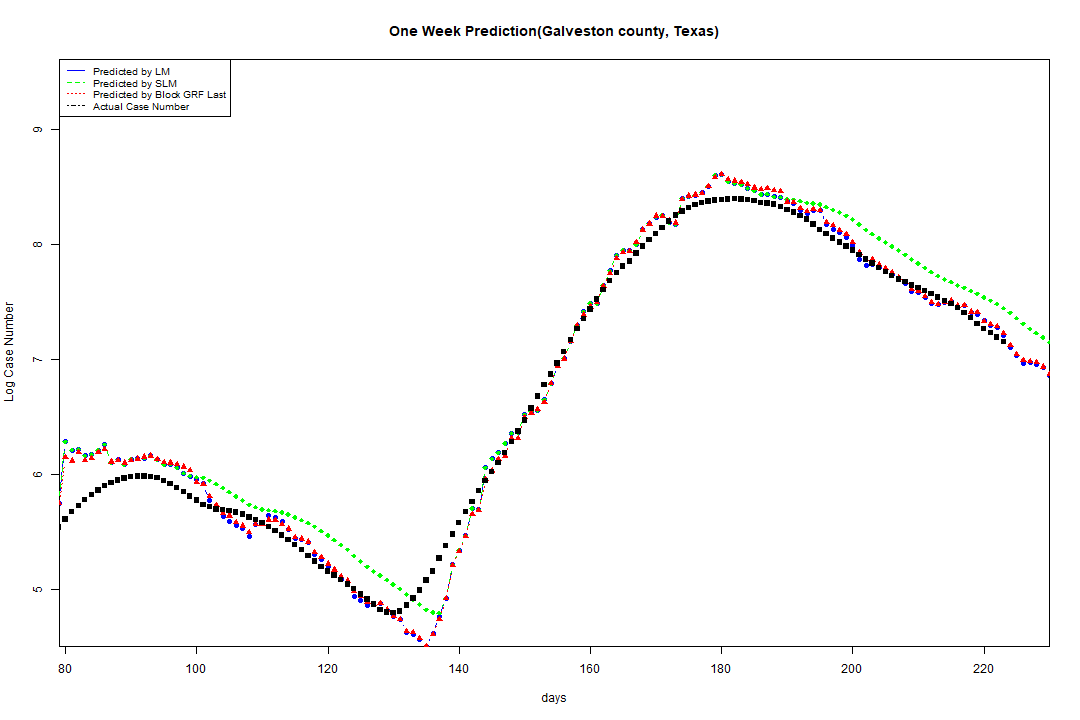 One Week Prediction(Galveston county, Texas)
Predicted by LM
Predicted by SLM
Predicted by Block GRF Last
Actual Case Number
9
8
7
6
5
Log Case Number
80 100 120 140 160 180 200 220
days